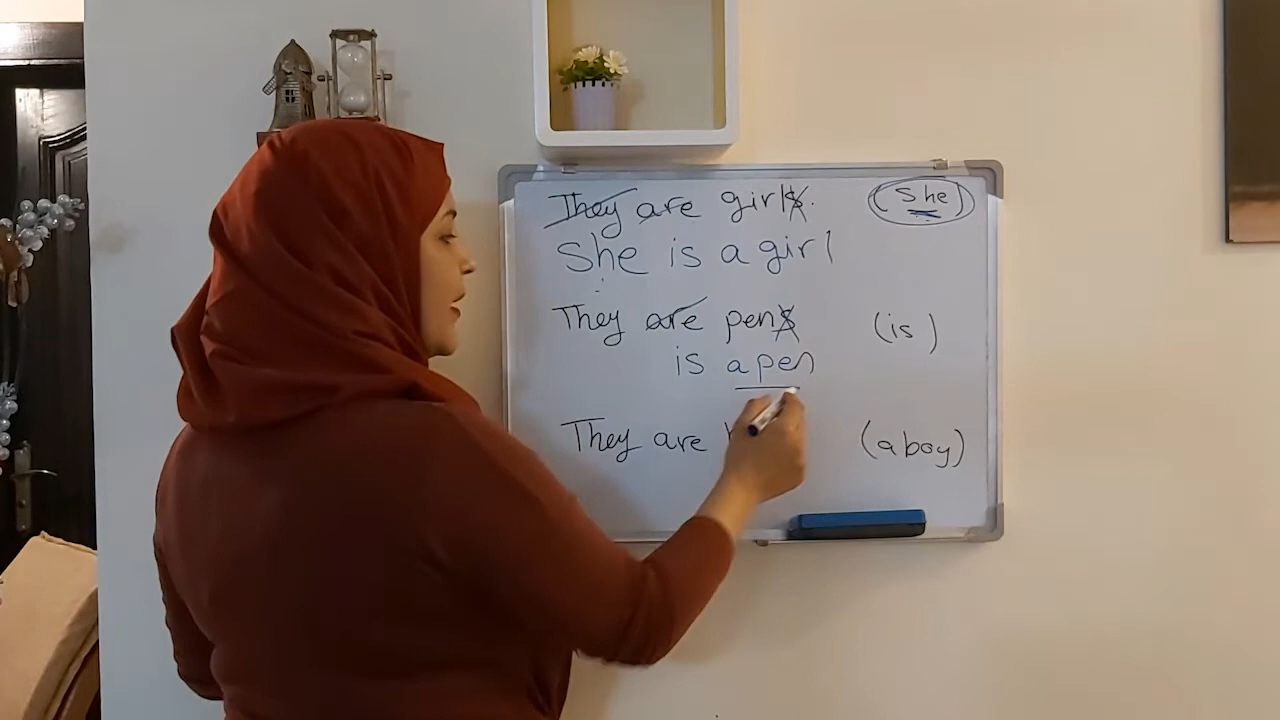 They are girls. (She)
She is a girl
They are pens (is)
is a pen
They are (a boy)